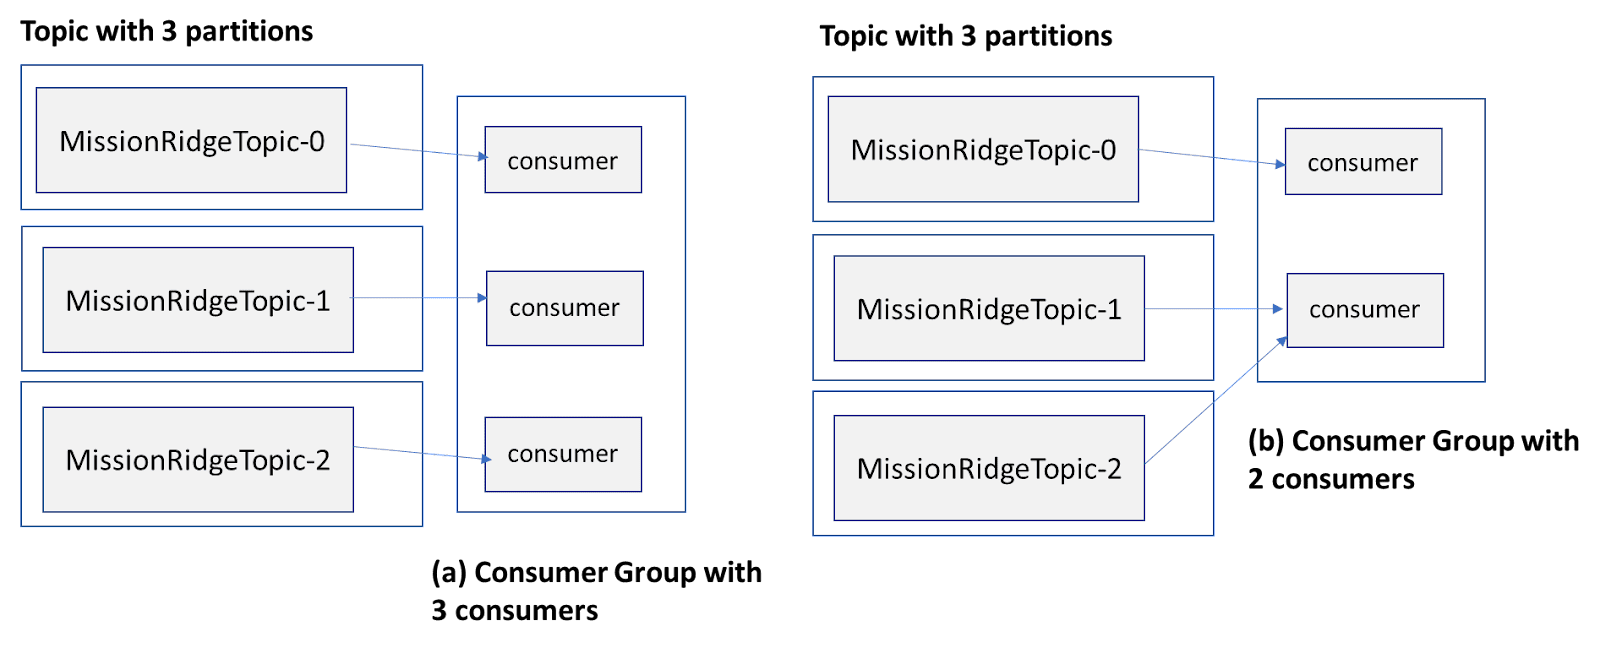 Topic with 3 partitions
MissionRidgeTopic-0
consumer
MissionRidgeTopic-1
consumer
MissionRidgeTopic-2
consumer
(a) Consumer Group with
3 consumers
Topic with 3 partitions
MissionRidgeTopic-0
consumer
MissionRidgeTopic-1
consumer
MissionRidgeTopic-2
(b) Consumer Group with
2 consumers